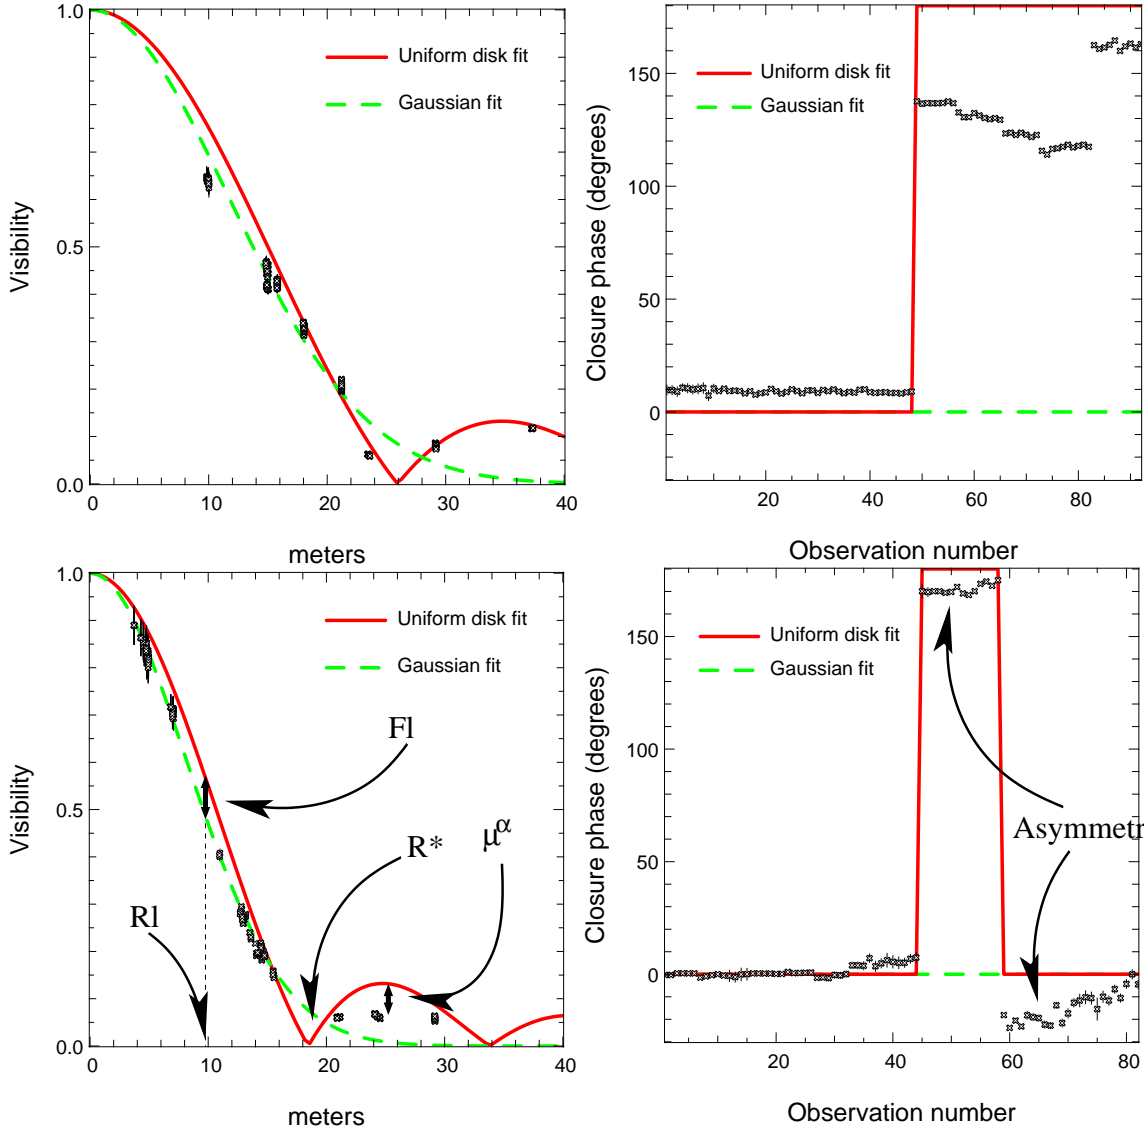 1.0
0.5
0.0
0
10
20
30
40
Visibility
meters
Uniform disk fit
Gaussian fit
150
100
50
0
20
40
60
80
Closure phase (degrees)
Observation number
Uniform disk fit
Gaussian fit
1.0
0.5
0.0
0
10
20
30
40
Visibility
meters
Uniform disk fit
Gaussian fit
Fl
R*
μα
Rl
150
100
50
0
20
40
60
80
Closure phase (degrees)
Observation number
Uniform disk fit
Gaussian fit
Asymmetr